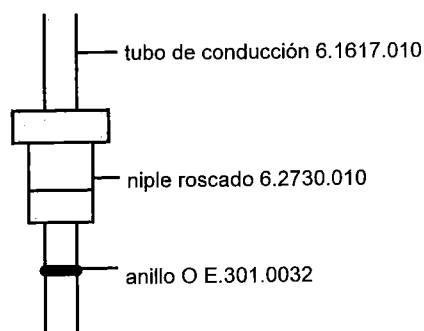 tubo de conducción 6.1617.010
niple roscado 6.2730.010
anillo O E.301.0032